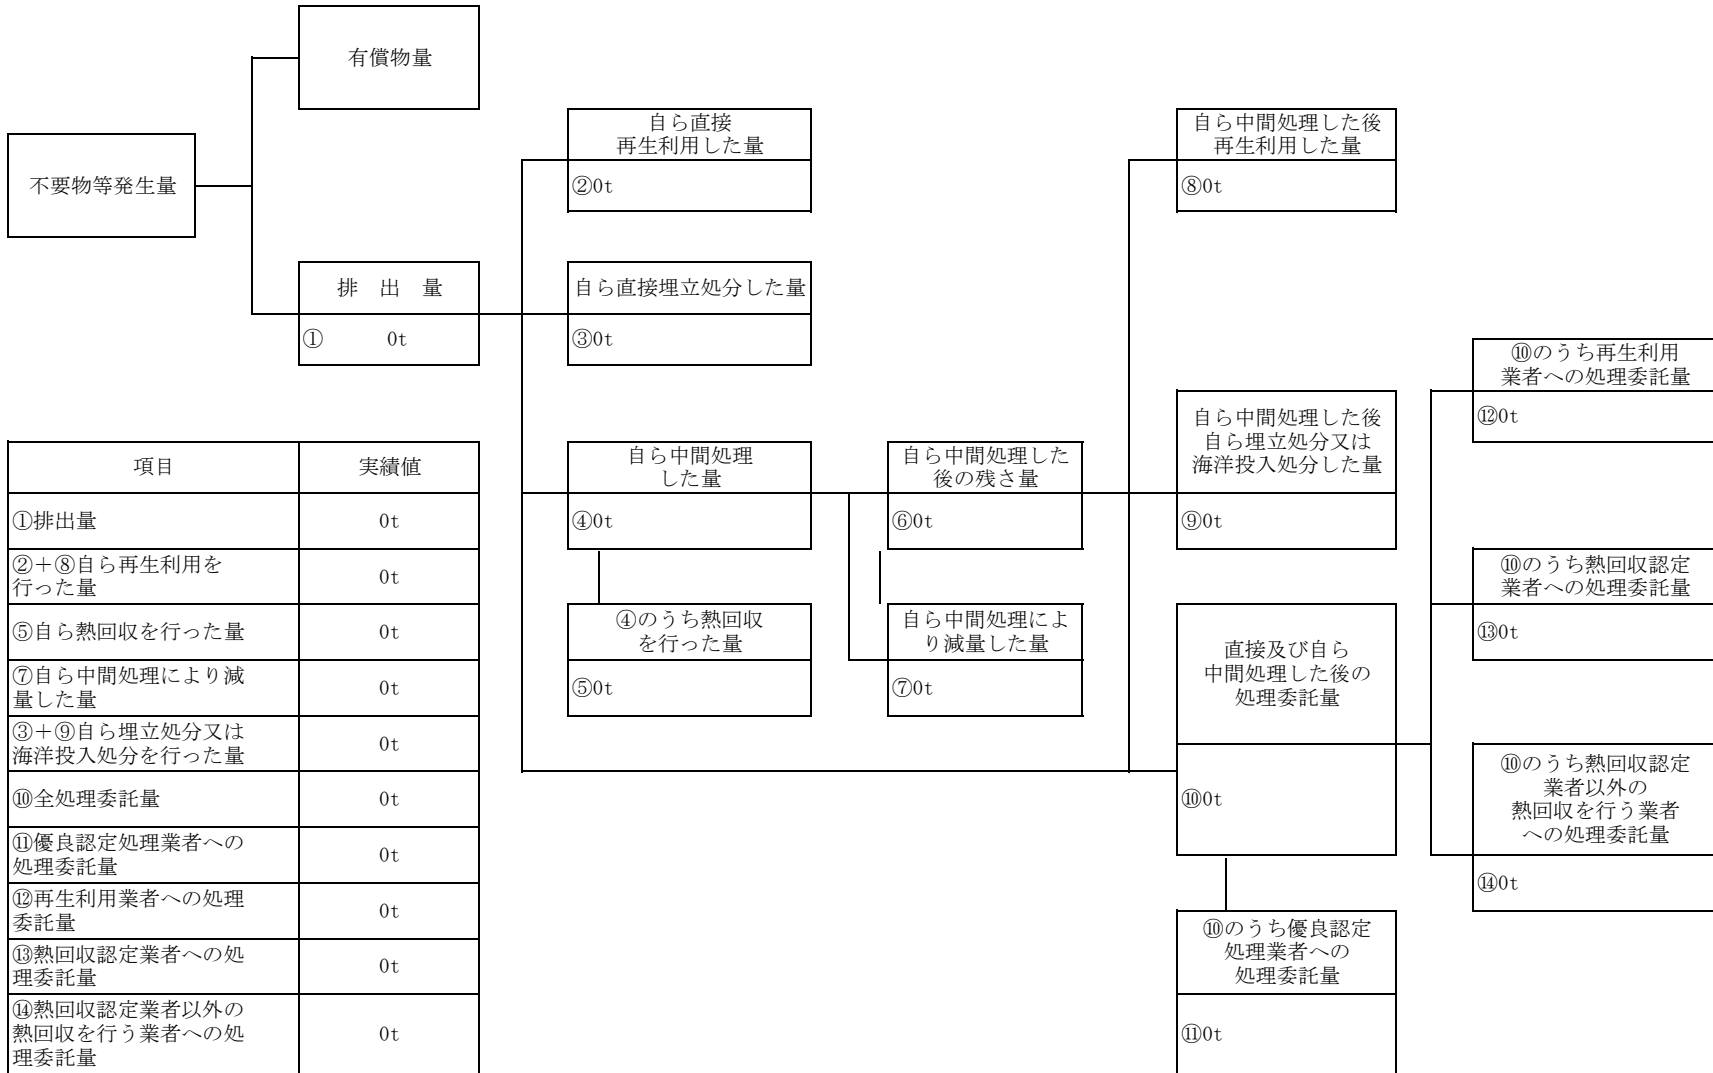 有償物量
不要物等発生量
排　出　量
①　0t
自ら直接
再生利用した量
②0t
自ら直接埋立処分した量
③0t
自ら中間処理
した量
④0t
④のうち熱回収
を行った量
⑤0t
自ら中間処理した
後の残さ量
⑥0t
自ら中間処理によ
り減量した量
⑦0t
自ら中間処理した後
再生利用した量
⑧0t
自ら中間処理した後
自ら埋立処分又は
海洋投入処分した量
⑨0t
直接及び自ら
中間処理した後の
処理委託量
⑩0t
⑩のうち優良認定
処理業者への
処理委託量
⑪0t
⑩のうち再生利用
業者への処理委託量
⑫0t
⑩のうち熱回収認定
業者への処理委託量
⑬0t
⑩のうち熱回収認定
業者以外の
熱回収を行う業者
への処理委託量
⑭0t
項目　実績値
①排出量　0t
②＋⑧自ら再生利用を
行った量　0t
⑤自ら熱回収を行った量　0t
⑦自ら中間処理により減
量した量　0t
③＋⑨自ら埋立処分又は
海洋投入処分を行った量　0t
⑩全処理委託量　0t
⑪優良認定処理業者への
処理委託量　0t
⑫再生利用業者への処理
委託量　0t
⑬熱回収認定業者への処
理委託量　0t
⑭熱回収認定業者以外の
熱回収を行う業者への処
理委託量　0t